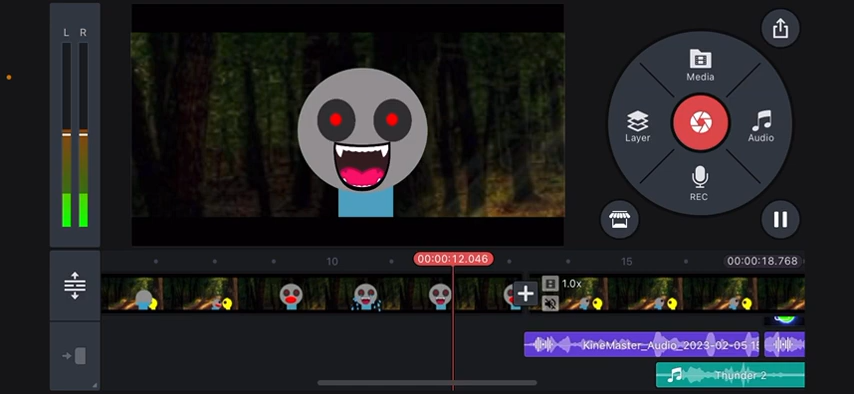 L R
Media
Layer
Audio
REC
10
00:00:12.046
15
00:00:18.768
1.0x
KineMaster_Audio_2023-02-05 1
Thunder 2